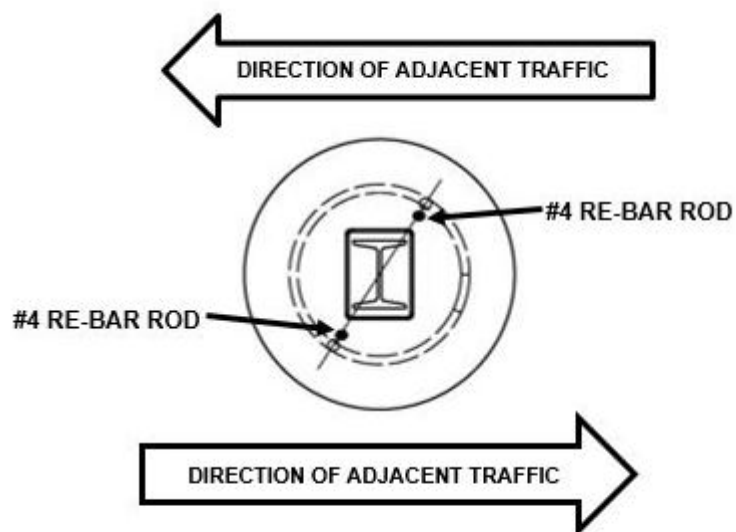 DIRECTION OF ADJACENT TRAFFIC
#4 RE-BAR ROD
#4 RE-BAR ROD
DIRECTION OF ADJACENT TRAFFIC